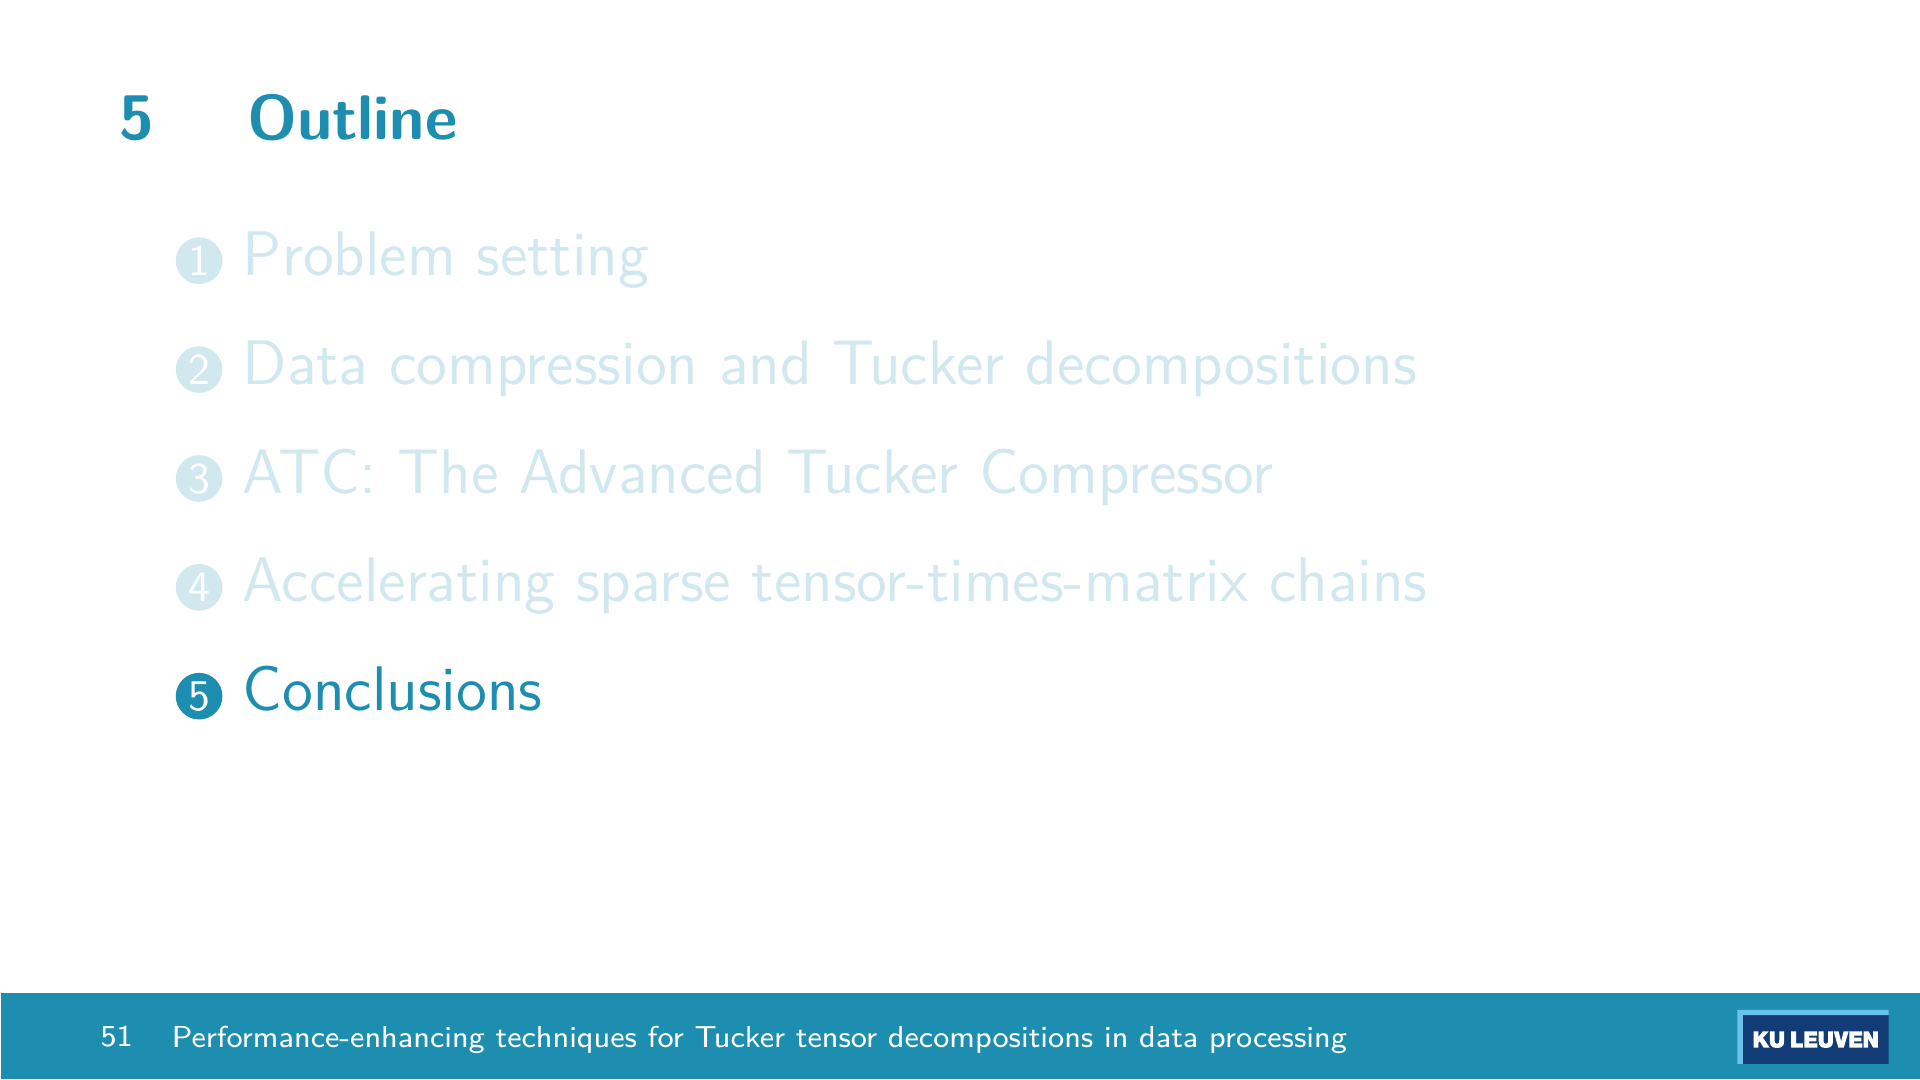 5 Outline
1 Problem setting
2 Data compression and Tucker decompositions
3 ATC: The Advanced Tucker Compressor
4 Accelerating sparse tensor-times-matrix chains
5 Conclusions
51 Performance-enhancing techniques for Tucker tensor decompositions in data processing
KU LEUVEN